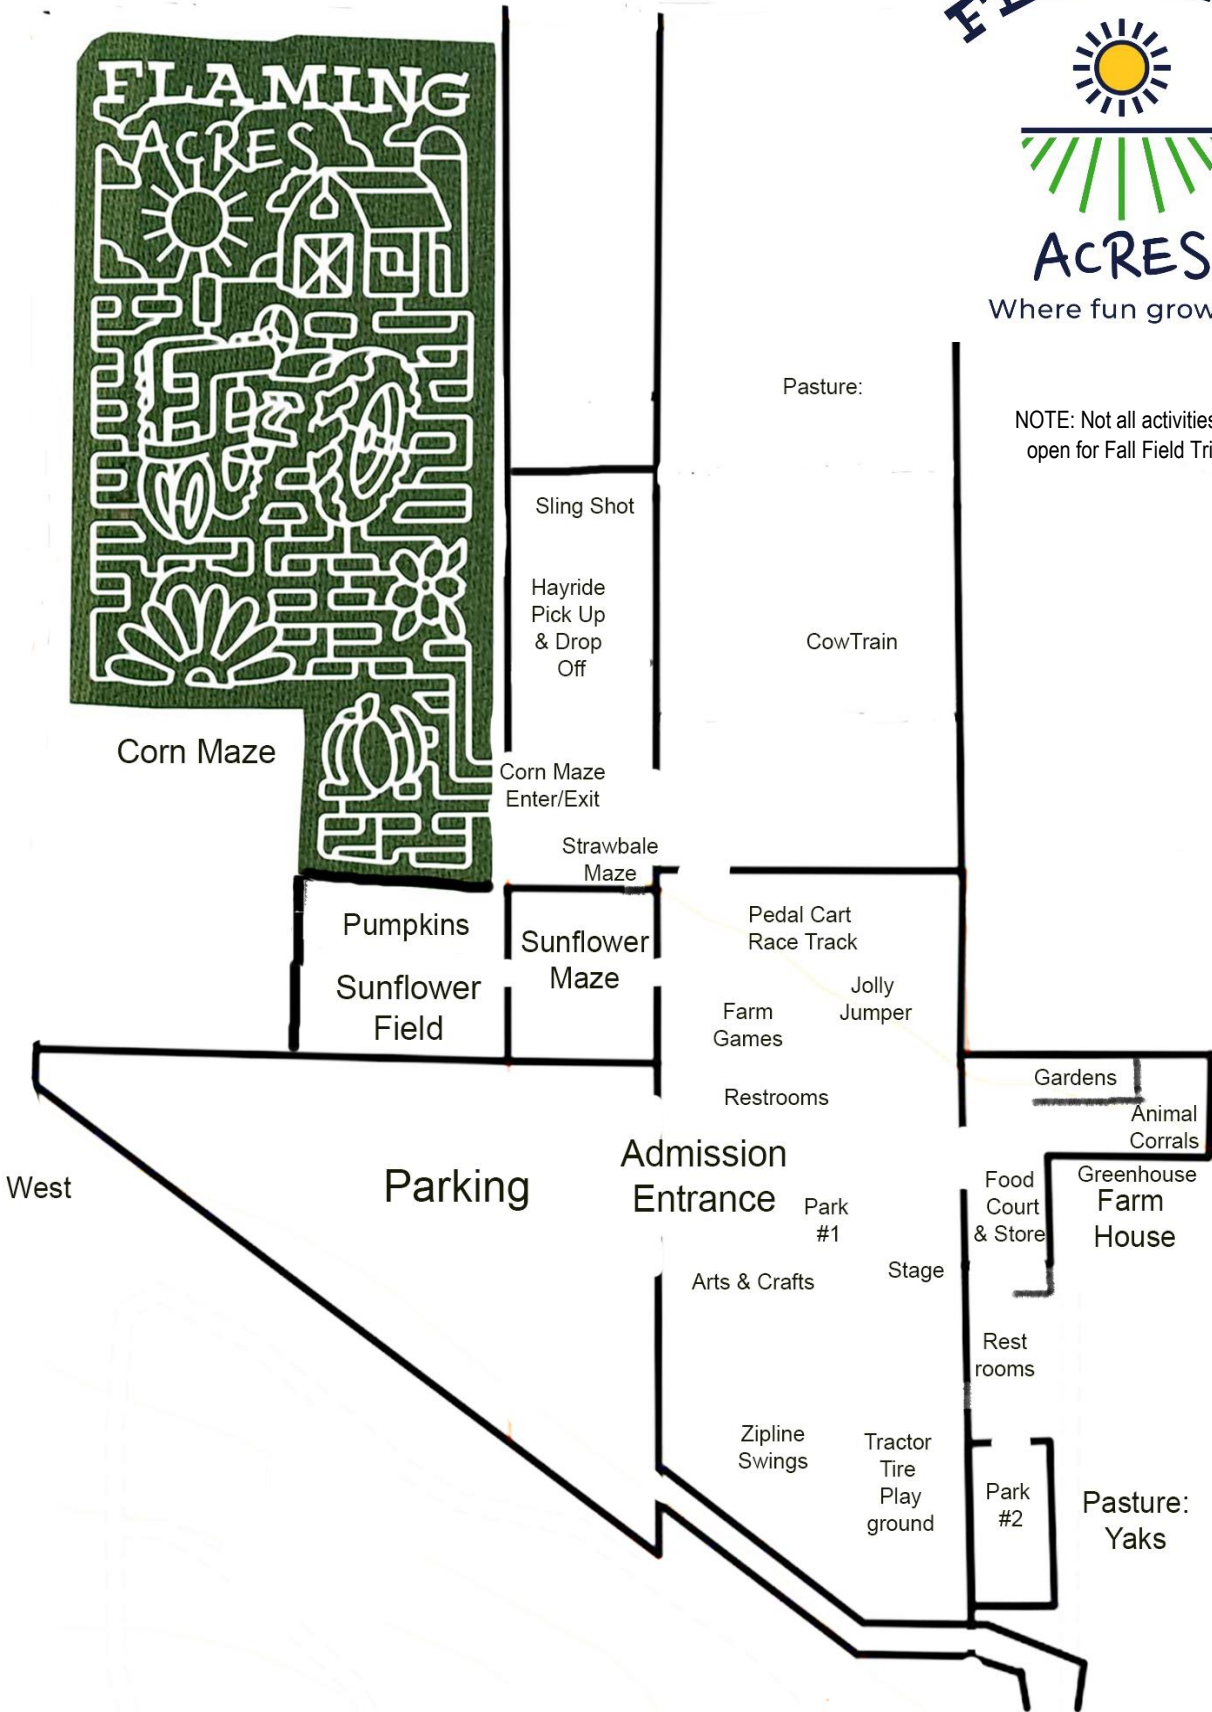 FLAMING
ACRES
ACRES
Where fun grow
NOTE: Not all activities
open for Fall Field Tri
Pasture:
Sling Shot
Hayride
Pick Up
& Drop
Off
CowTrain
Corn Maze
Corn Maze
Enter/Exit
Strawbale
Maze
Pumpkins
Sunflower
Field
Sunflower
Maze
Pedal Cart
Race Track
Jolly
Jumper
Farm
Games
Restrooms
Gardens
Animal
Corrals
Greenhouse
Farm
House
West
Parking
Admission
Entrance
Park
#1
Food
Court
& Store
Arts & Crafts
Stage
Rest
rooms
Zipline
Swings
Tractor
Tire
Play
ground
Park
#2
Pasture:
Yaks